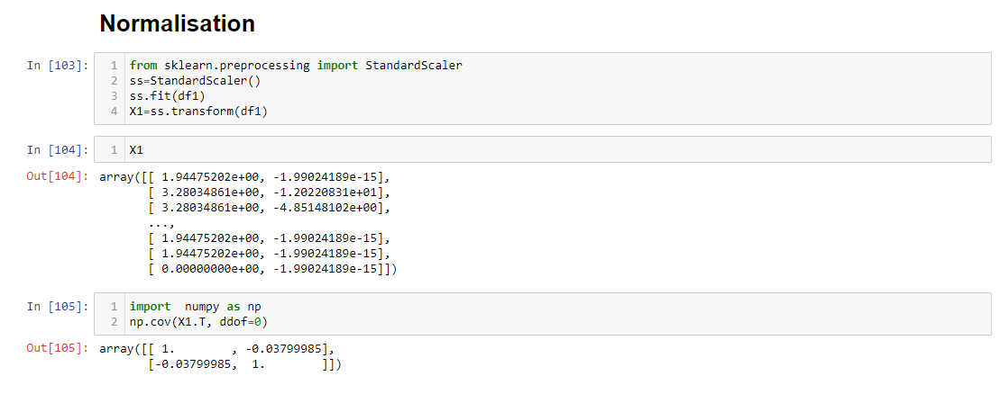 Normalisation
In [103]:
1 from sklearn.preprocessing import StandardScaler
2 ss=StandardScaler()
3 ss.fit(df1)
4 X1=ss.transform(df1)
In [104]:
1 X1
Out[104]: array([[ 1.94475202e+00, -1.99024189e-15],
[ 3.28034861e+00, -1.20220831e+01],
[ 3.28034861e+00, -4.85148102e+00],
...,
[ 1.94475202e+00, -1.99024189e-15],
[ 1.94475202e+00, -1.99024189e-15],
[ 0.00000000e+00, -1.99024189e-15]])
In [105]:
1 import  numpy as np
2 np.cov(X1.T, ddof=0)
Out[105]: array([[ 1.        , -0.03799985],
[-0.03799985,  1.        ]])